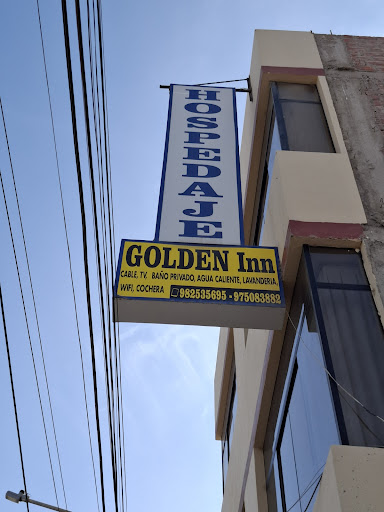 HOSPEDAJE
GOLDEN Inn
CABLE, TV, BAÑO PRIVADO, AGUA CALIENTE, LAVANDERIA,
WIFI, COCHERA 982535695 - 975083882